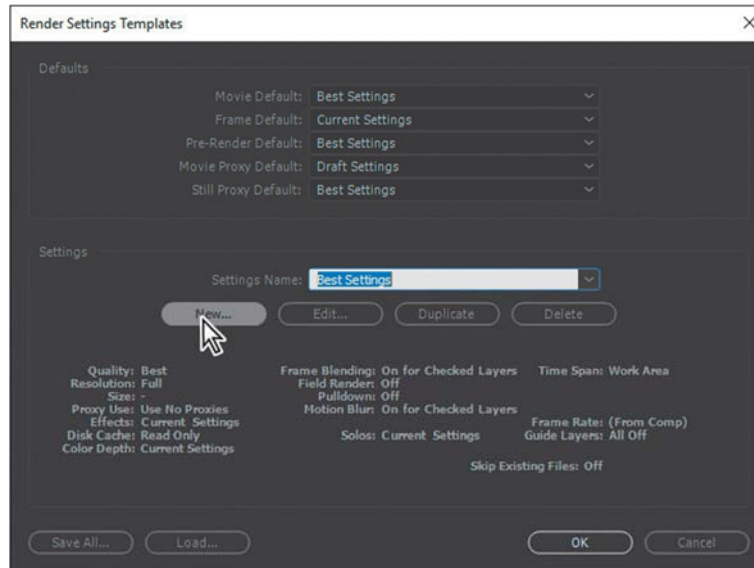 Render Settings Templates
Defaults
Movie Default: Best Settings
Frame Default: Current Settings
Pre-Render Default: Best Settings
Movie Proxy Default: Draft Settings
Still Proxy Default: Best Settings
Settings
Settings Name: Best Settings
New... Edit... Duplicate Delete
Quality: Best Frame Blending: On for Checked Layers Time Span: Work Area
Resolution: Full Field Render: Off
Size: - Pulldown: Off
Proxy Use: Use No Proxies Motion Blur: On for Checked Layers
Effects: Current Settings Frame Rate: (From Comp)
Disk Cache: Read Only Solos: Current Settings Guide Layers: All Off
Color Depth: Current Settings
Skip Existing Files: Off
Save All... Load... OK Cancel